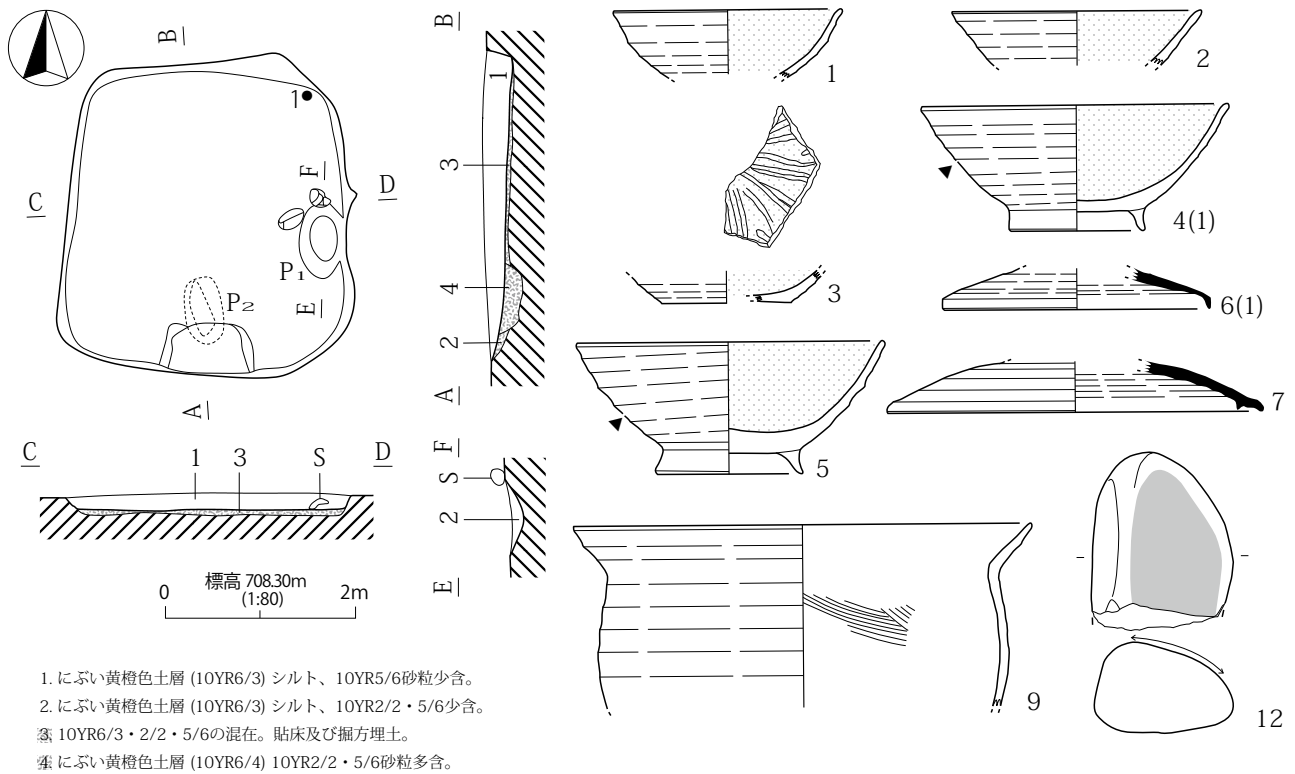 B
1
F
C
D
P1
P2
E
A
B
1
3
4
2
A
F
S
2
E
C
1
3
S
D
標高 708.30m
0
(1:80)
2m
1. にぶい黄橙色土層 (10YR6/3) シルト、10YR5/6砂粒少含。
2. にぶい黄橙色土層 (10YR6/3) シルト、10YR2/2・5/6少含。
3. 10YR6/3・2/2・5/6の混在。貼床及び掘方埋土。
4. にぶい黄橙色土層 (10YR6/4) 10YR2/2・5/6砂粒多含。
1
2
3
4(1)
5
6(1)
7
9
12